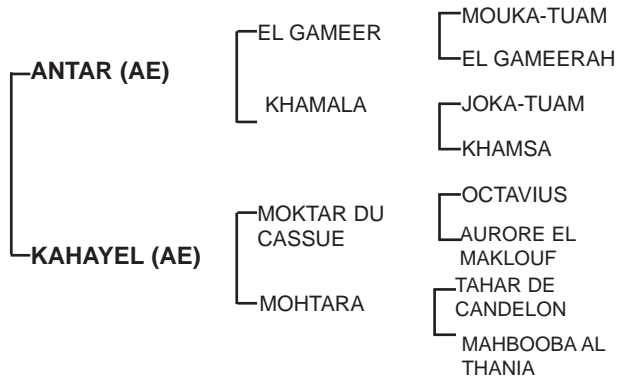 ANTAR (AE)
EL GAMEER
MOUKA-TUAM
EL GAMEERAH
KHAMALA
JOKA-TUAM
KHAMSA
KAHAYEL (AE)
MOKTAR DU
CASSUE
OCTAVIUS
AURORE EL
MAKLOUF
MOHTARA
TAHAR DE
CANDELON
MAHBOOBA AL
THANIA